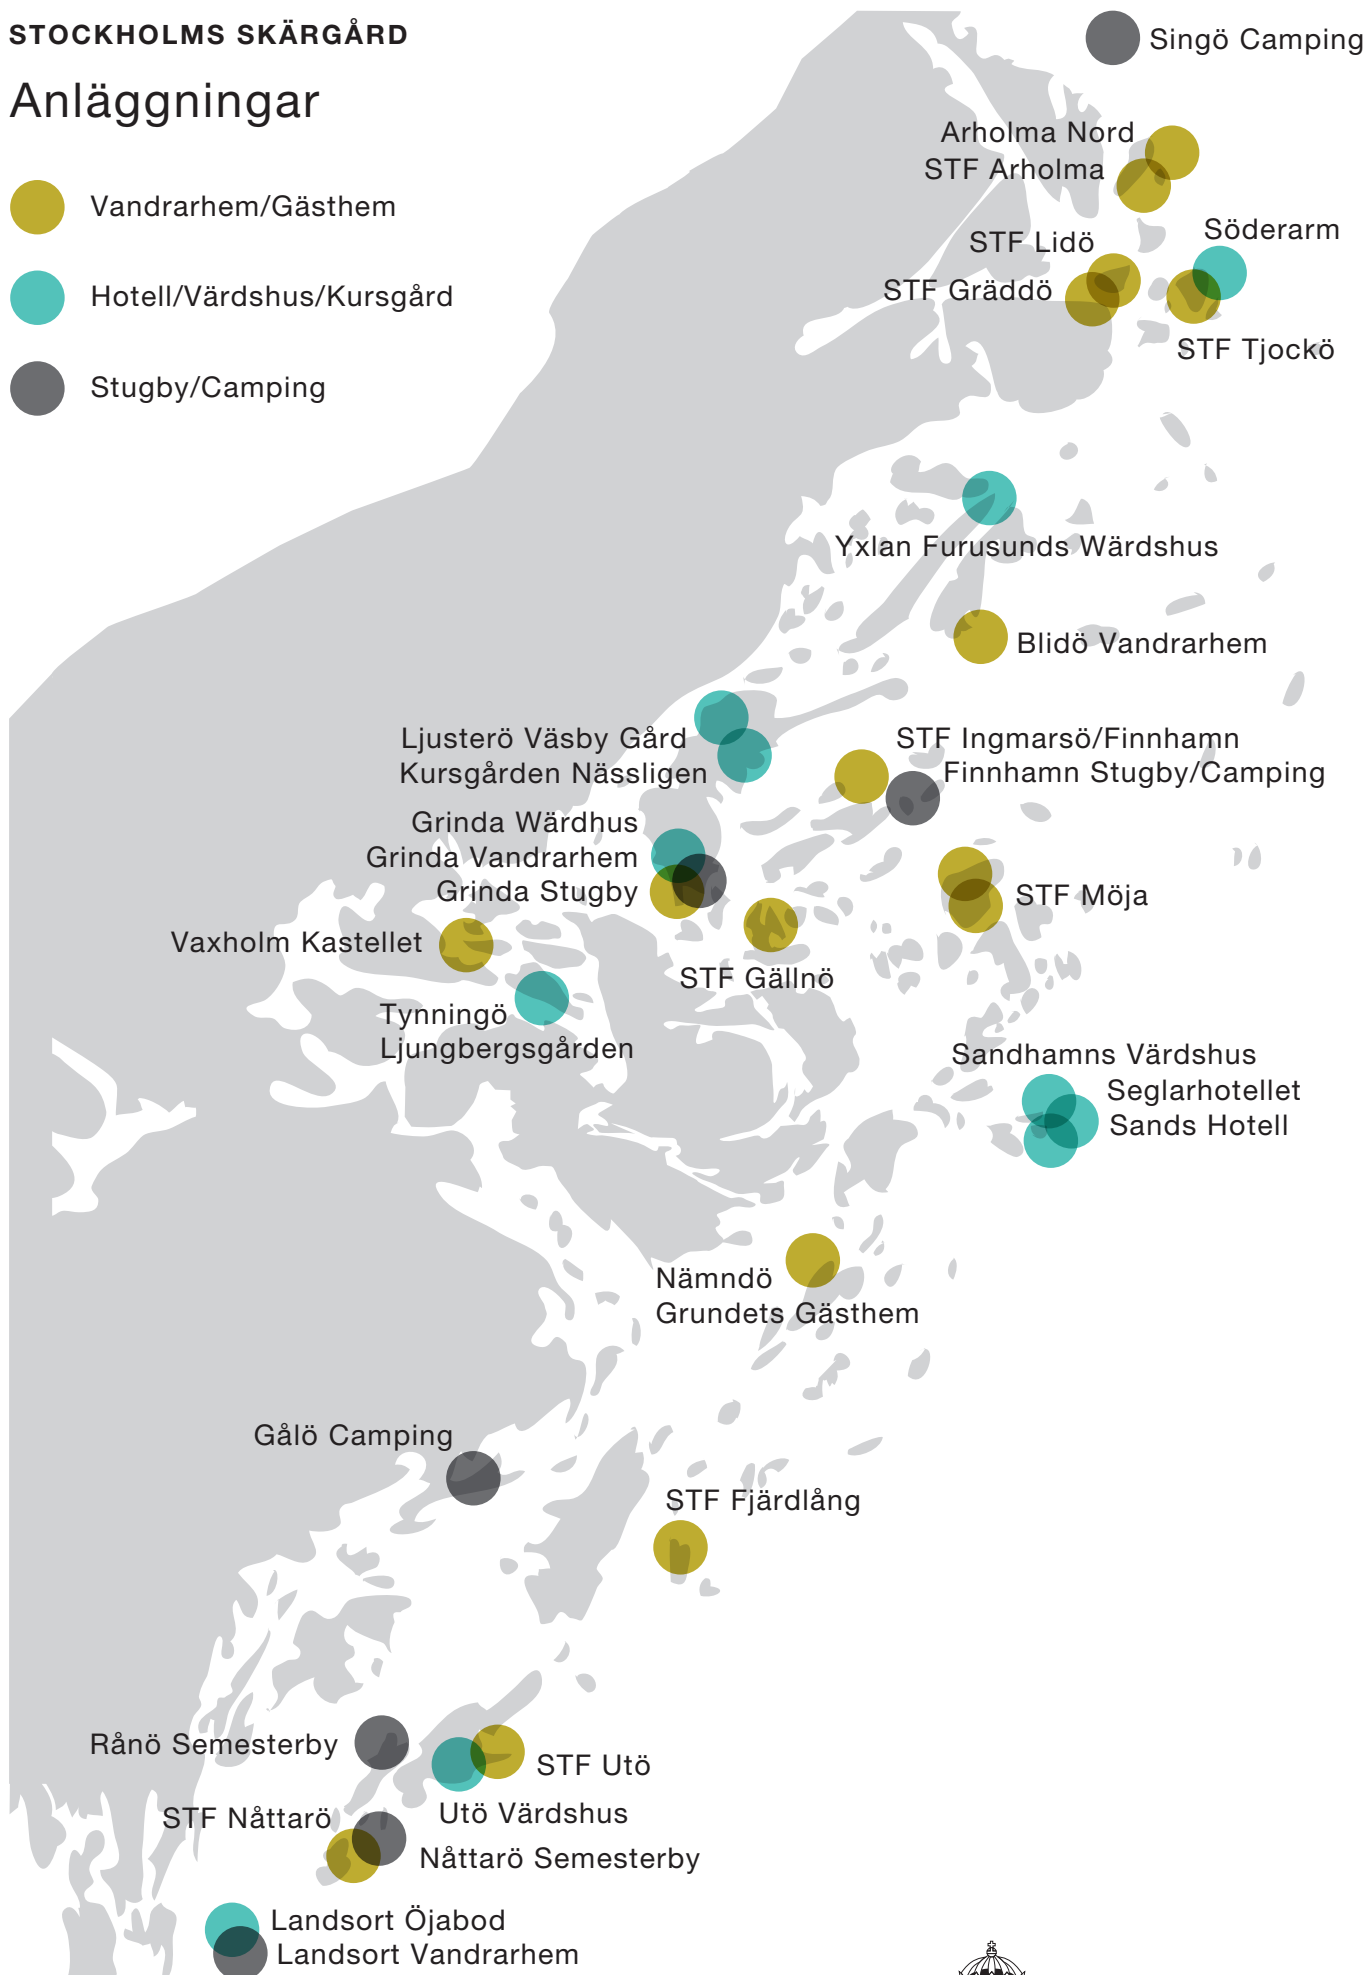 STOCKHOLMS SKÄRGÅRD
Anläggningar
Vandrarhem/Gästhem
Hotell/Värdshus/Kursgård
Stugby/Camping
Singö Camping
Arholma Nord
STF Arholma
Söderarm
STF Lidö
STF Gräddö
STF Tjockö
Yxlan Furusunds Wärdshus
Blidö Vandrarhem
Ljusterö Väsby Gård
Kursgården Nässligen
STF Ingmarsö/Finnhamn
Finnhamn Stugby/Camping
Grinda Wärdhus
Grinda Vandrarhem
Grinda Stugby
STF Möja
Vaxholm Kastellet
STF Gällnö
Tynningö
Ljungbergsgården
Sandhamns Värdshus
Seglarhotellet
Sands Hotell
Nämndö
Grundets Gästhem
Gålö Camping
STF Fjärdlång
Rånö Semesterby
STF Utö
Utö Värdshus
STF Nåttarö
Nåttarö Semesterby
Landsort Öjabod
Landsort Vandrarhem